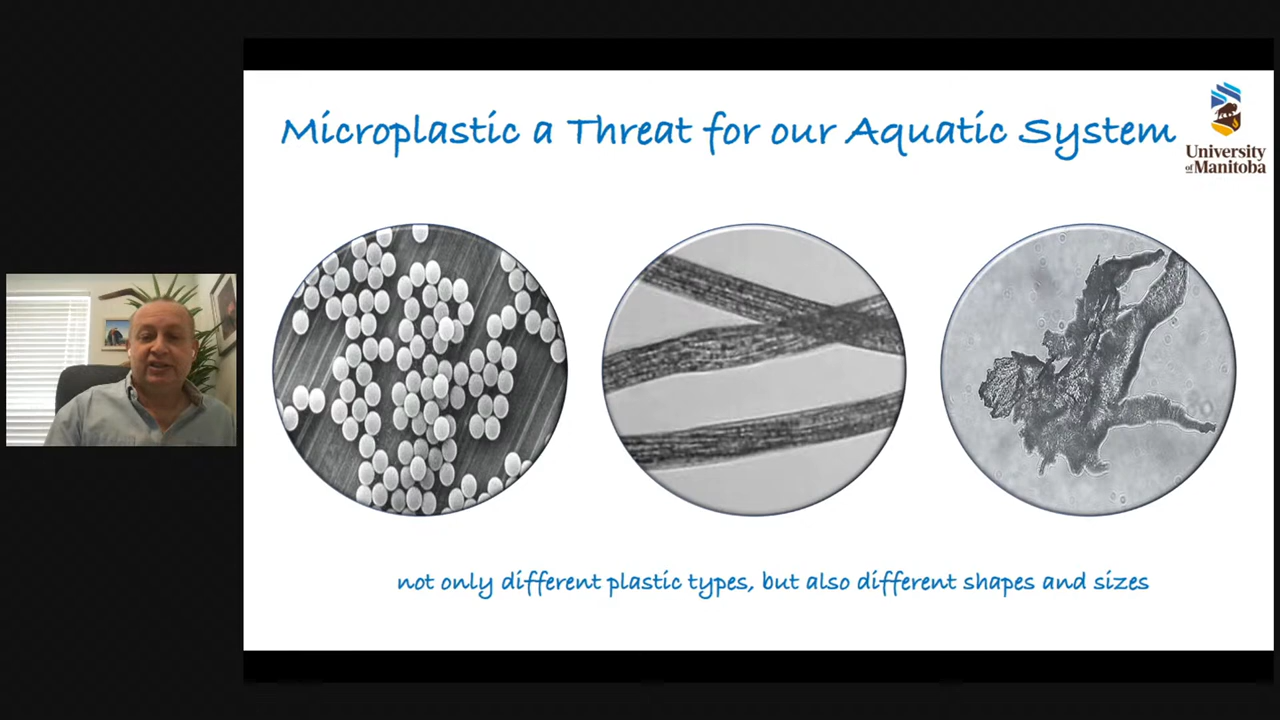 Microplastic a Threat for our Aquatic System
University
of Manitoba
not only different plastic types, but also different shapes and sizes